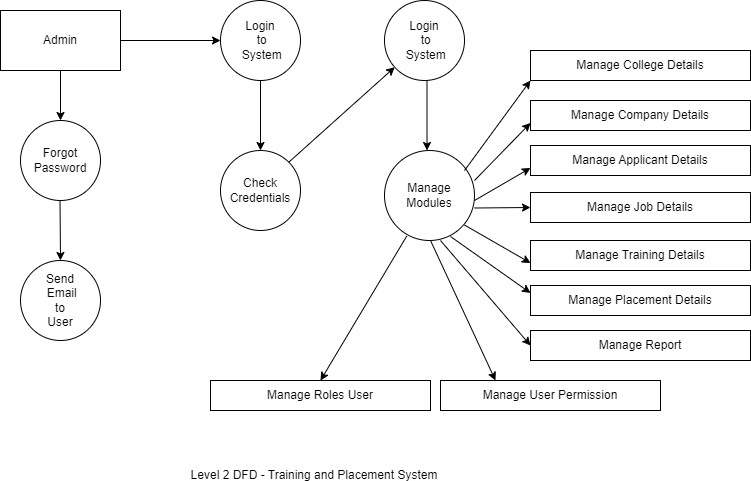 Admin
Login
to
System
Login
to
System
Manage College Details
Manage Company Details
Forgot
Password
Check
Credentials
Manage
Modules
Manage Applicant Details
Manage Job Details
Manage Training Details
Send
Email
to
User
Manage Placement Details
Manage Report
Manage Roles User
Manage User Permission
Level 2 DFD - Training and Placement System